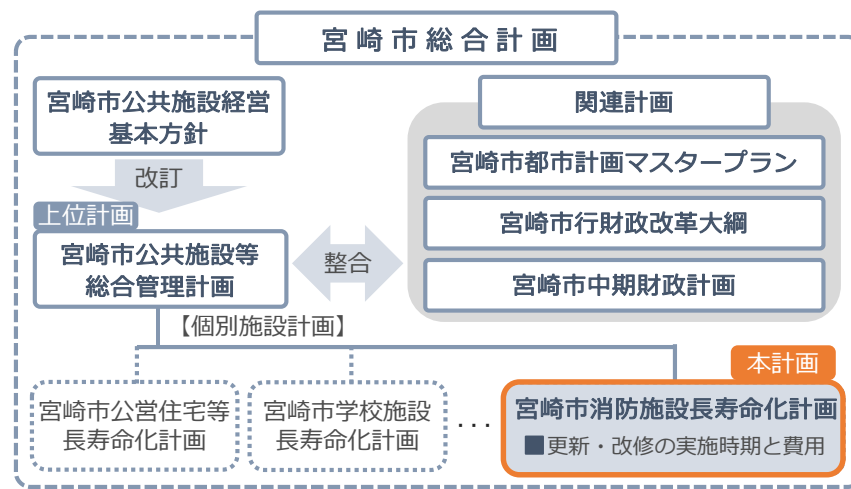 宮崎市総合計画
宮崎市公共施設経営
基本方針
改訂
上位計画
宮崎市公共施設等
総合管理計画
整合
関連計画
宮崎市都市計画マスタープラン
宮崎市行財政改革大綱
宮崎市中期財政計画
【個別施設計画】
宮崎市公営住宅等
長寿命化計画
宮崎市学校施設
長寿命化計画
···
本計画
宮崎市消防施設長寿命化計画
■更新・改修の実施時期と費用